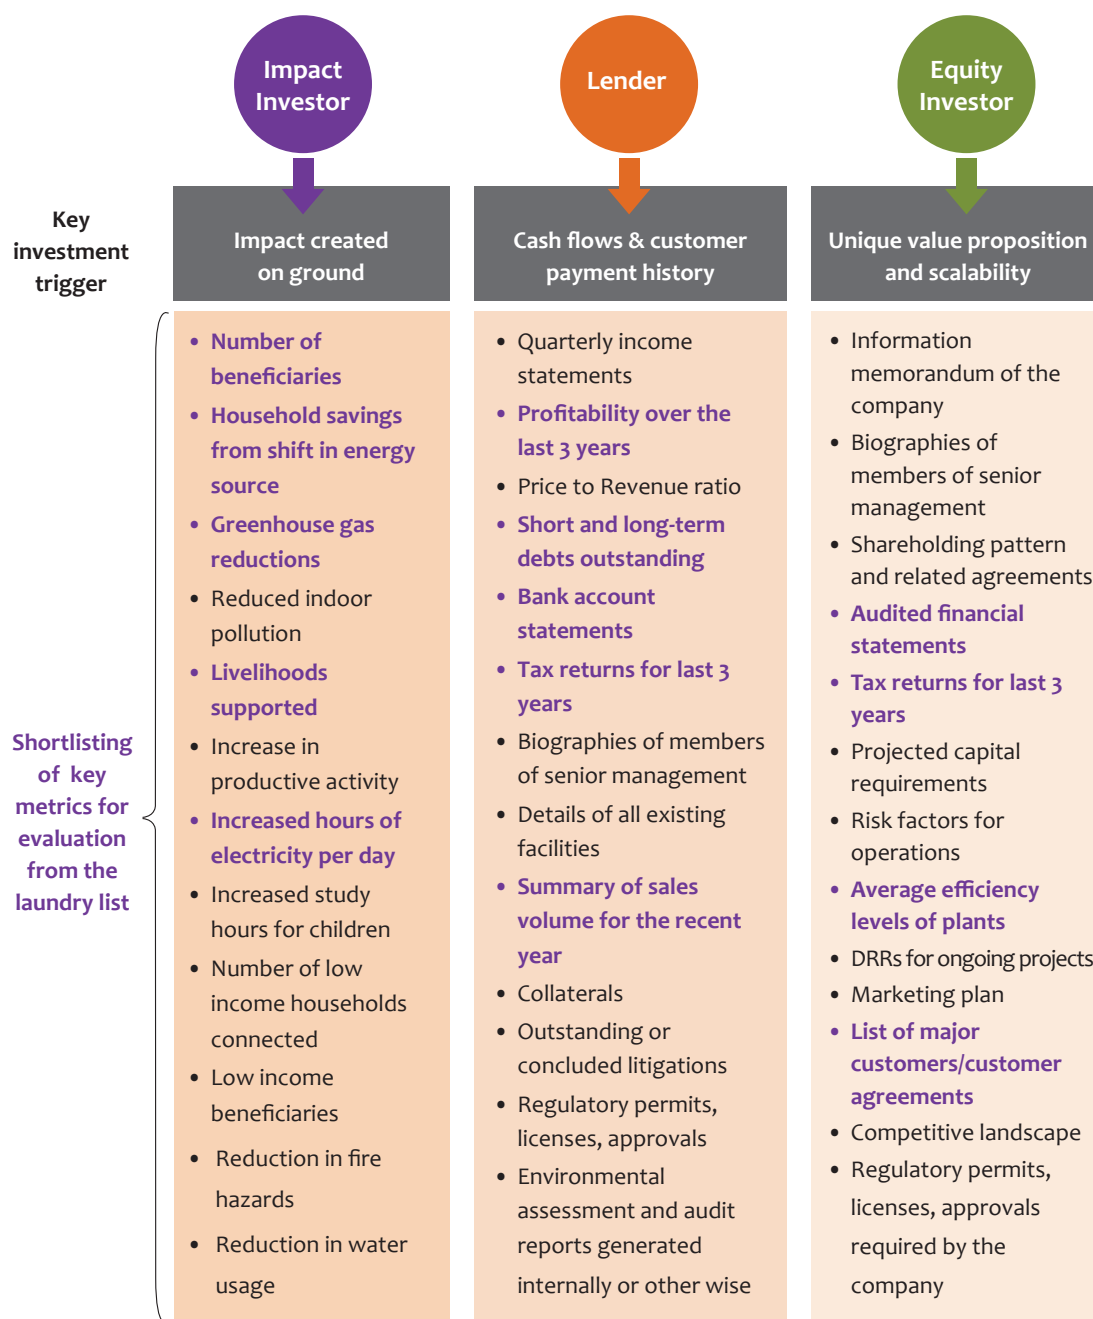 Impact
Investor
Lender
Equity
Investor
Key
investment
trigger
Impact created
on ground
Cash flows & customer
payment history
Unique value proposition
and scalability
Shortlisting
of key
metrics for
evaluation
from the
laundry list
• Number of
beneficiaries
• Household savings
from shift in energy
source
• Greenhouse gas
reductions
• Reduced indoor
pollution
• Livelihoods
supported
• Increase in
productive activity
• Increased hours of
electricity per day
• Increased study
hours for children
• Number of low
income households
connected
• Low income
beneficiaries
• Reduction in fire
hazards
• Reduction in water
usage
• Quarterly income
statements
• Profitability over the
last 3 years
• Price to Revenue ratio
• Short and long-term
debts outstanding
• Bank account
statements
• Tax returns for last 3
years
• Biographies of members
of senior management
• Details of all existing
facilities
• Summary of sales
volume for the recent
year
• Collaterals
• Outstanding or
concluded litigations
• Regulatory permits,
licenses, approvals
• Environmental
assessment and audit
reports generated
internally or other wise
• Information
memorandum of the
company
• Biographies of
members of senior
management
• Shareholding pattern
and related agreements
• Audited financial
statements
• Tax returns for last 3
years
• Projected capital
requirements
• Risk factors for
operations
• Average efficiency
levels of plants
• DRRs for ongoing projects
• Marketing plan
• List of major
customers/customer
agreements
• Competitive landscape
• Regulatory permits,
licenses, approvals
required by the
company